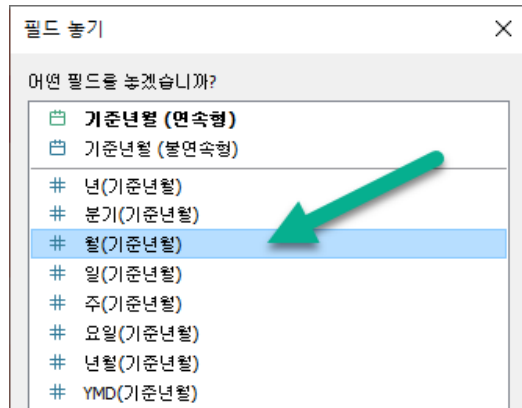 필드 놓기
어떤 필드를 놓겠습니까?
기준년월 (연속형)
기준년월 (불연속형)
년(기준년월)
분기(기준년월)
월(기준년월)
일(기준년월)
주(기준년월)
요일(기준년월)
년월(기준년월)
YMD(기준년월)